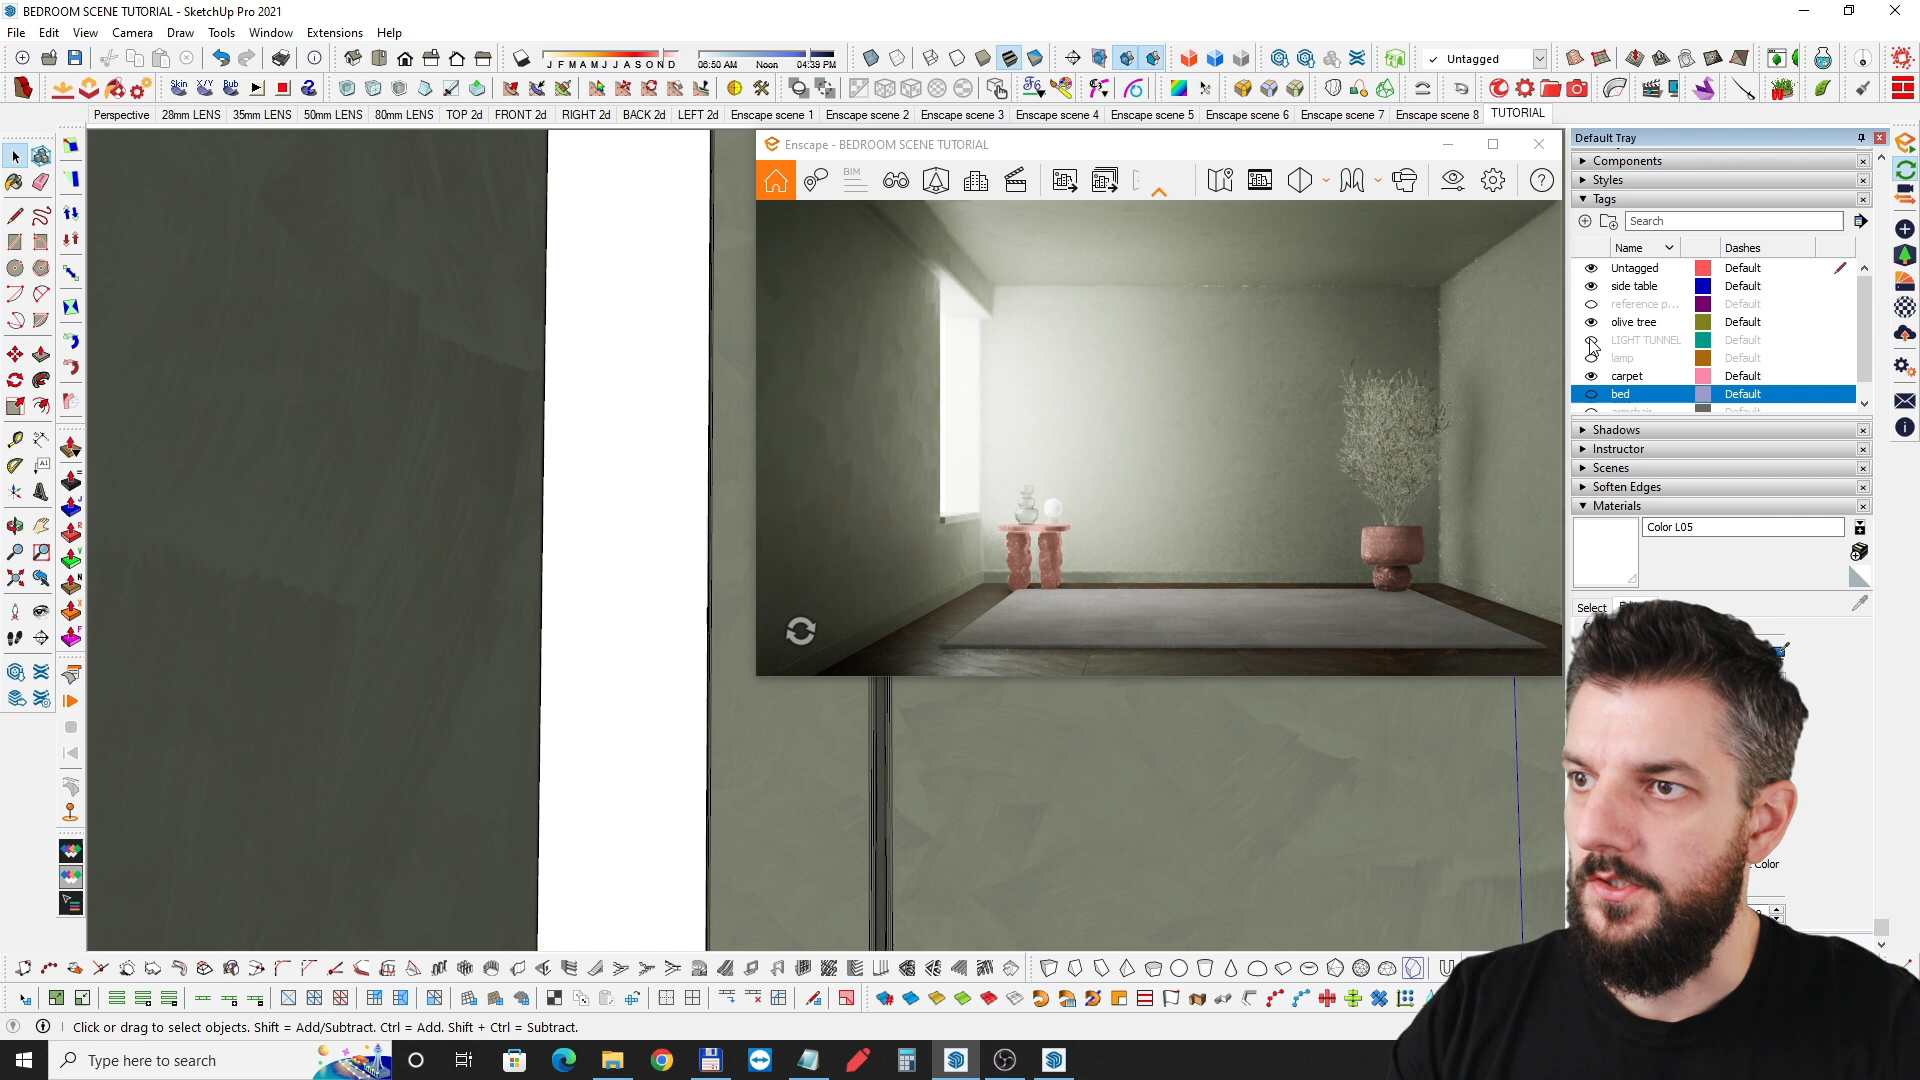 BEDROOM SCENE TUTORIAL - SketchUp Pro 2021
File Edit View Camera Draw Tools Window Extensions Help
J F M A M J J A S O N D 06:50 AM Noon 04:39 PM
✓ Untagged
Skin X/Y Bub
Perspective 28mm LENS 35mm LENS 50mm LENS 80mm LENS TOP 2d FRONT 2d RIGHT 2d BACK 2d LEFT 2d Enscape scene 1 Enscape scene 2 Enscape scene 3 Enscape scene 4 Enscape scene 5 Enscape scene 6 Enscape scene 7 Enscape scene 8 TUTORIAL
Enscape - BEDROOM SCENE TUTORIAL
BIM
Default Tray
Components
Styles
Tags
Search
Name Dashes
Untagged Default
side table Default
reference p... Default
olive tree Default
LIGHT TUNNEL Default
lamp Default
carpet Default
bed Default
Shadows
Instructor
Scenes
Soften Edges
Materials
Color L05
Select
Color
Click or drag to select objects. Shift = Add/Subtract. Ctrl = Add. Shift + Ctrl = Subtract.
Type here to search